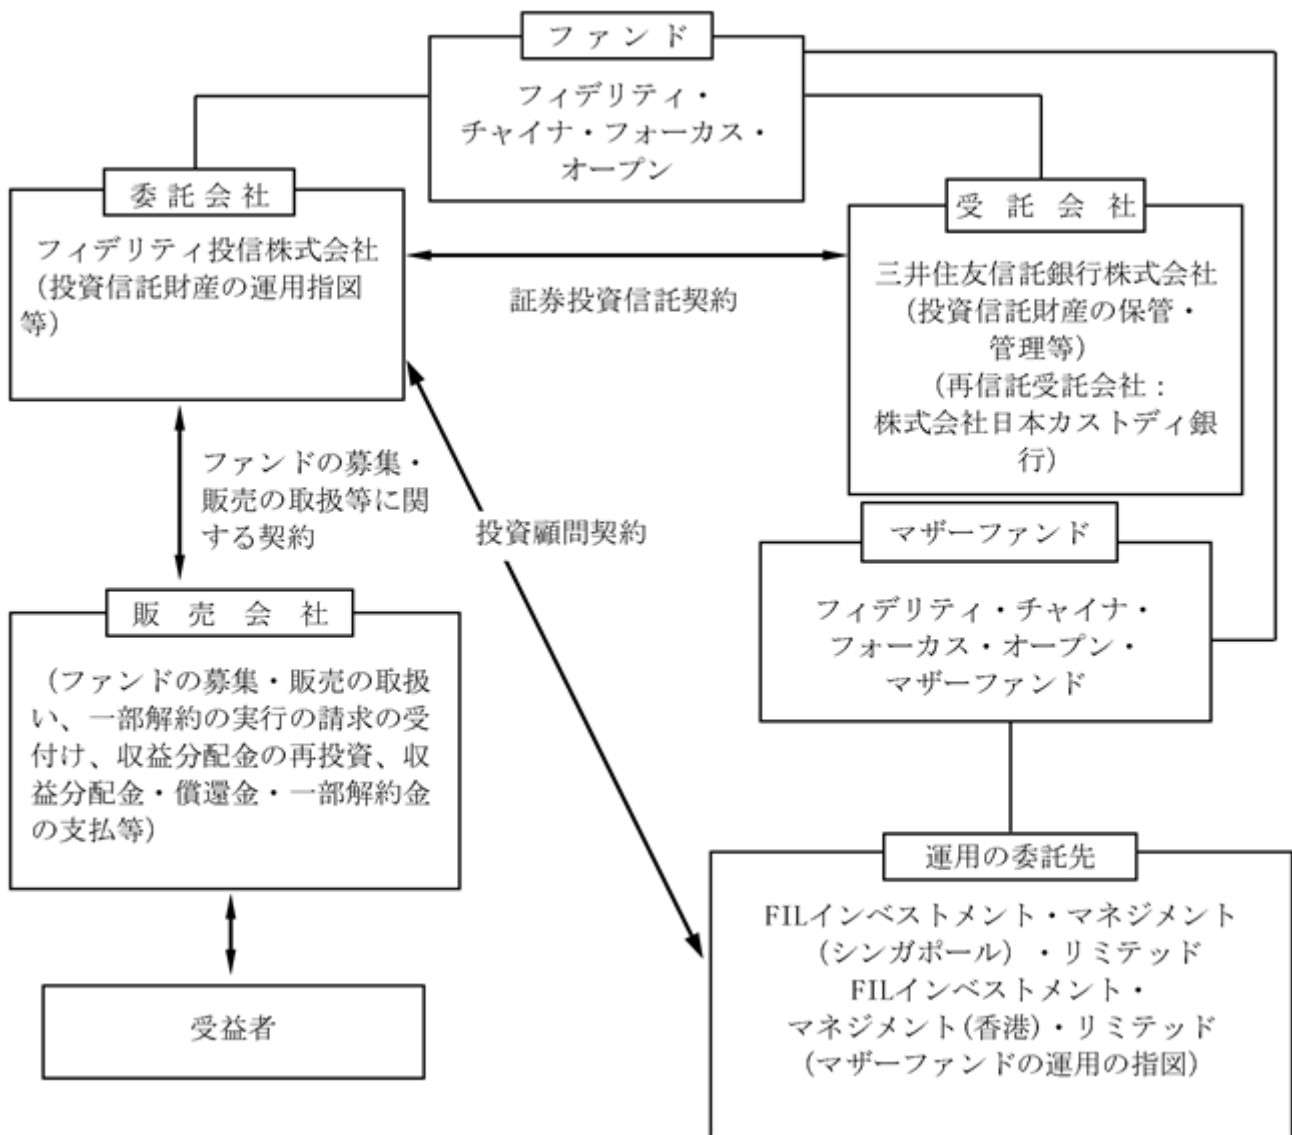 ファンド
フィデリティ・
チャイナ・フォーカス・
オープン
委託会社
フィデリティ投信株式会社
（投資信託財産の運用指図
等）
証券投資信託契約
受託会社
三井住友信託銀行株式会社
（投資信託財産の保管・
管理等）
（再信託受託会社：
株式会社日本カストディ銀
行）
ファンドの募集・
販売の取扱等に関
する契約
投資顧問契約
マザーファンド
フィデリティ・チャイナ・
フォーカス・オープン・
マザーファンド
販売会社
（ファンドの募集・販売の取扱
い、一部解約の実行の請求の受
付け、収益分配金の再投資、収
益分配金・償還金・一部解約金
の支払等）
運用の委託先
FILインベストメント・マネジメント
（シンガポール）・リミテッド
FILインベストメント・
マネジメント(香港)・リミテッド
（マザーファンドの運用の指図）
受益者